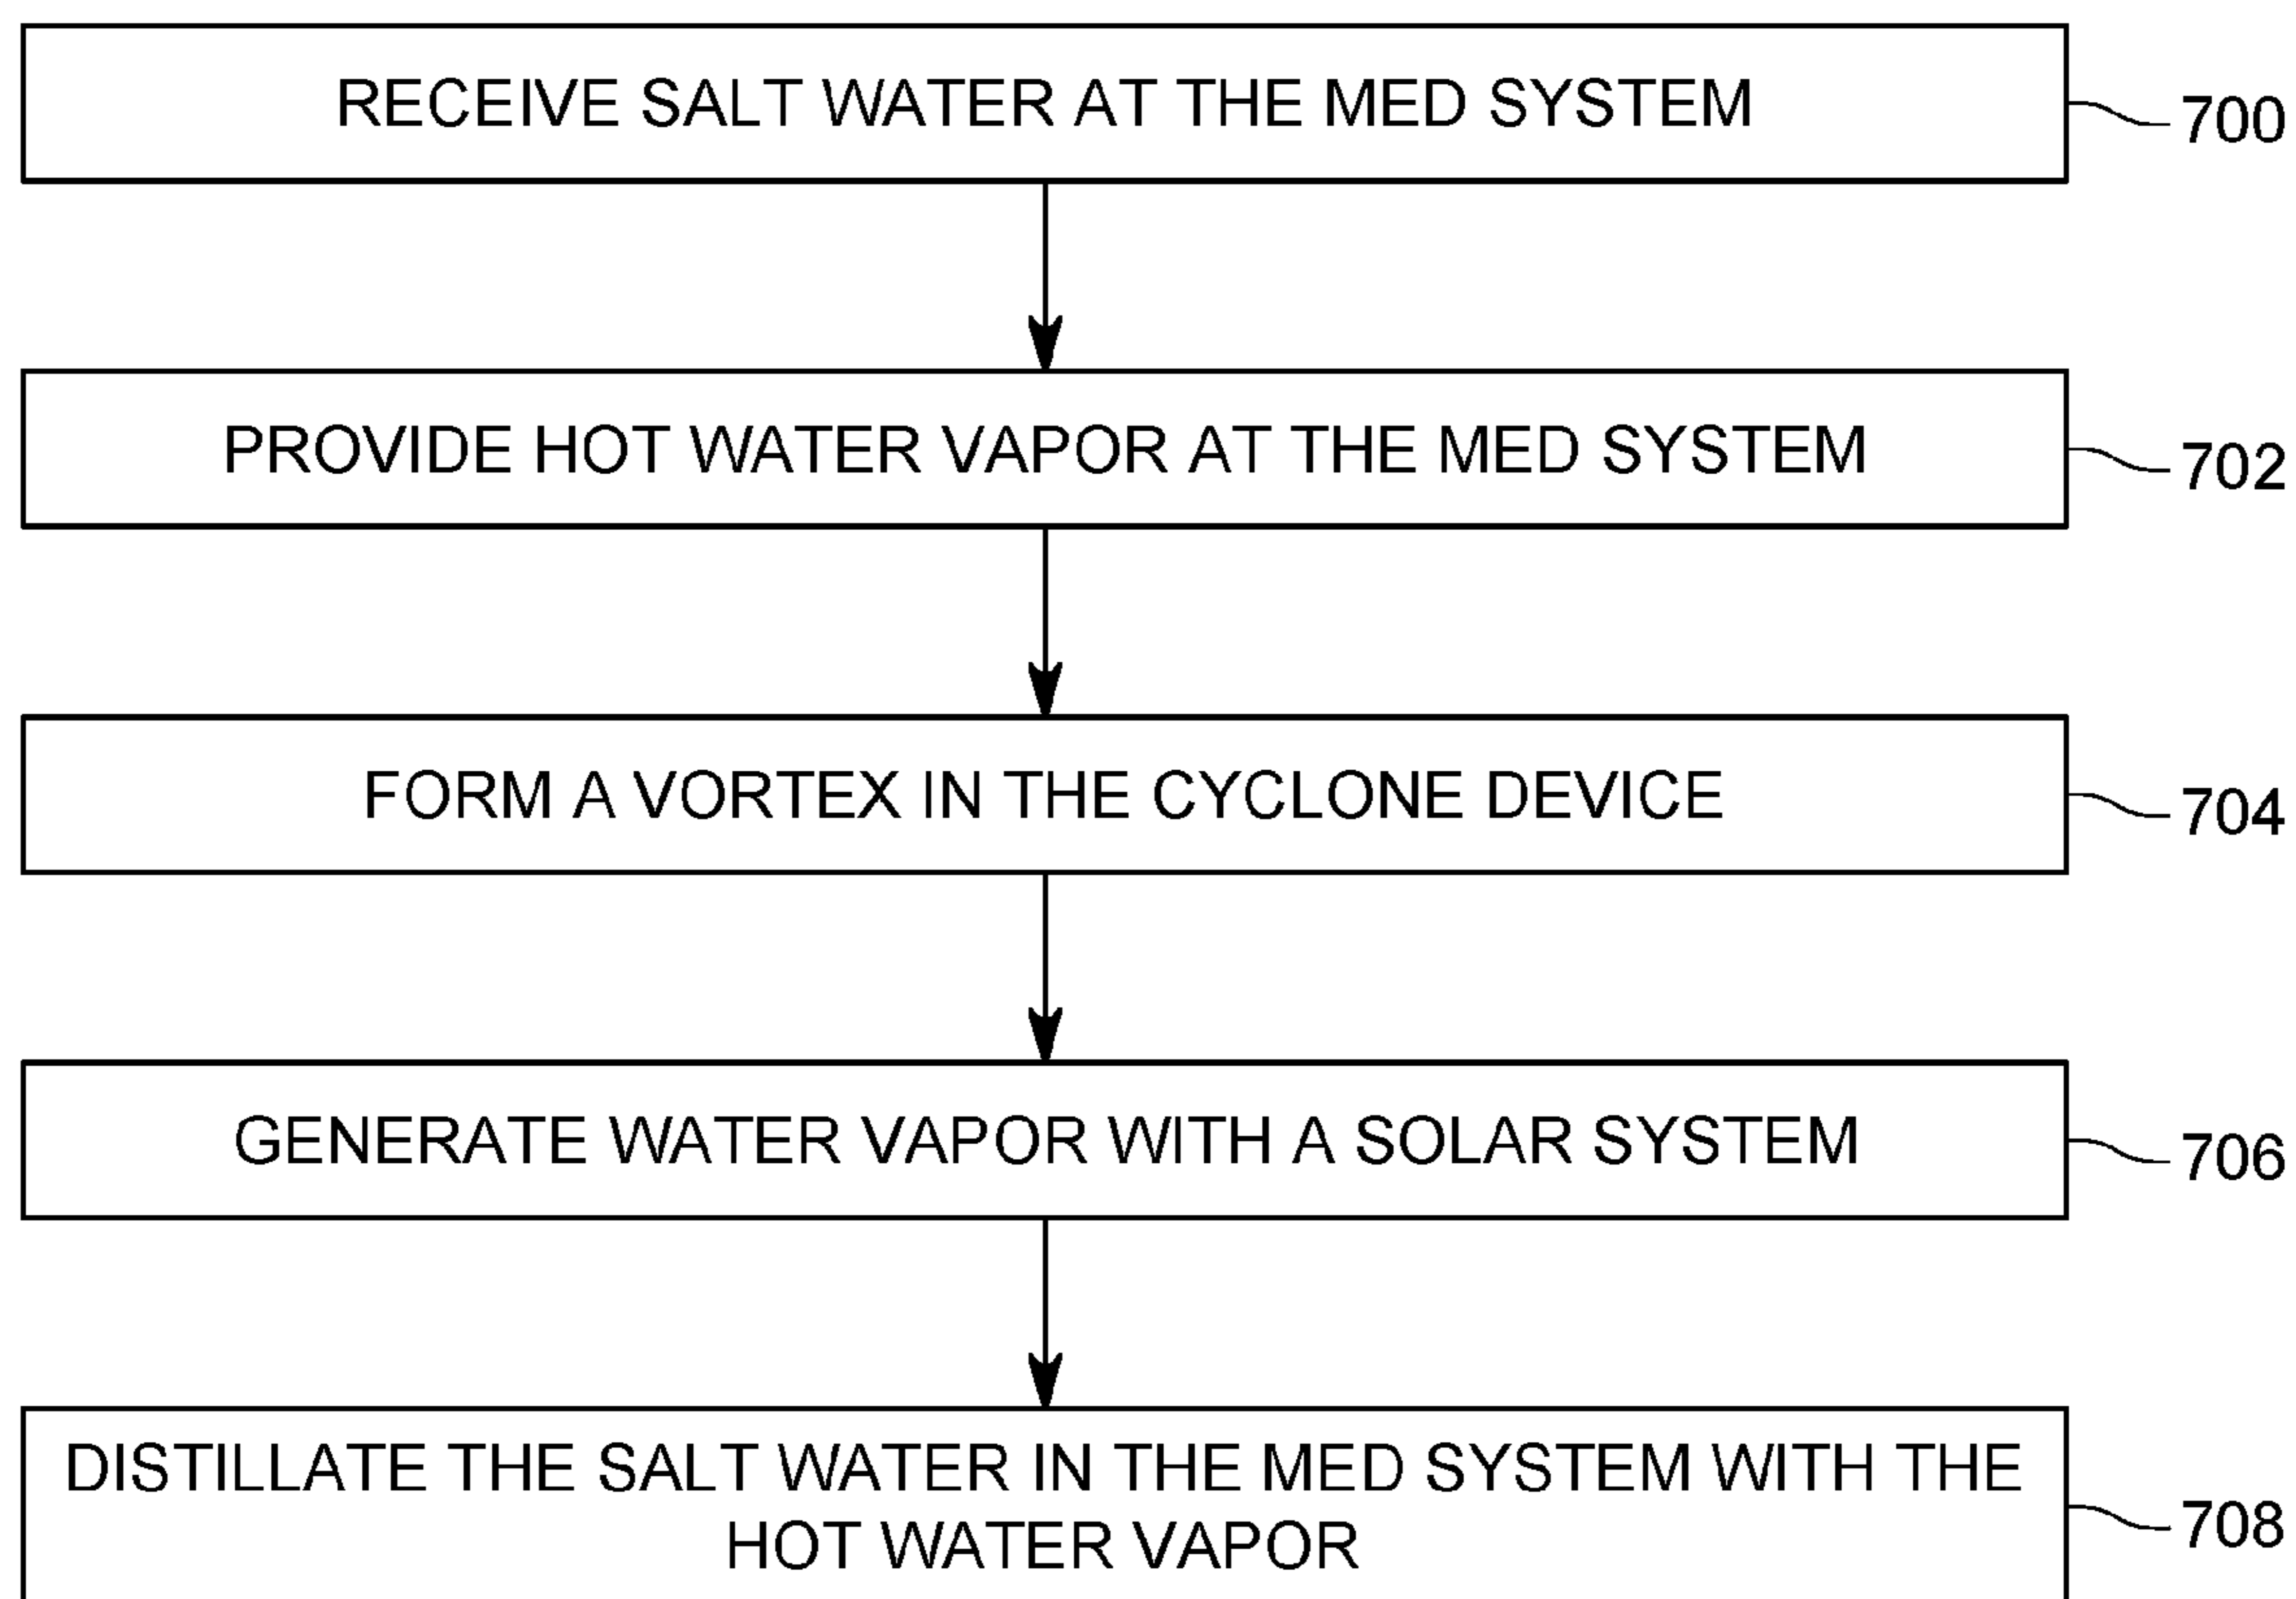 RECEIVE SALT WATER AT THE MED SYSTEM
700
PROVIDE HOT WATER VAPOR AT THE MED SYSTEM
702
FORM A VORTEX IN THE CYCLONE DEVICE
704
GENERATE WATER VAPOR WITH A SOLAR SYSTEM
706
DISTILLATE THE SALT WATER IN THE MED SYSTEM WITH THE
HOT WATER VAPOR
708